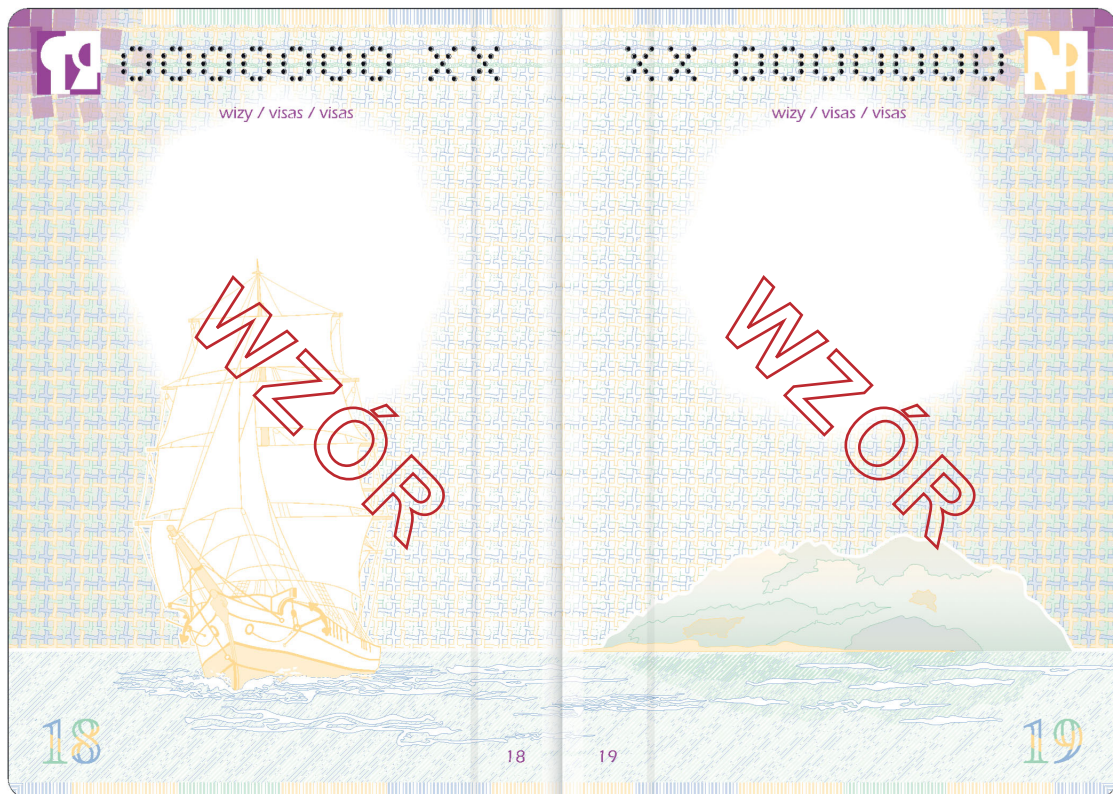 0000000 XX
wizy / visas / visas
WZÓR
18
18
XX 0000000
wizy / visas / visas
WZÓR
19
19